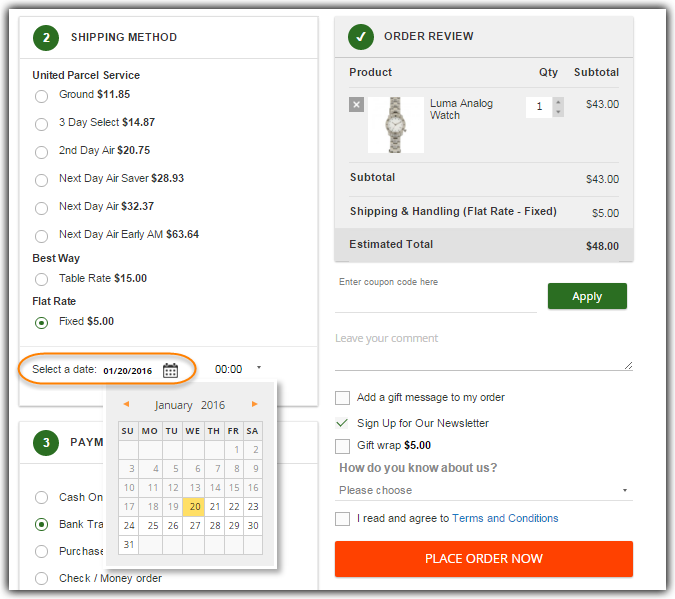 2 SHIPPING METHOD
United Parcel Service
Ground $11.85
3 Day Select $14.87
2nd Day Air $20.75
Next Day Air Saver $28.93
Next Day Air $32.37
Next Day Air Early AM $63.64
Best Way
Table Rate $15.00
Flat Rate
Fixed $5.00
Select a date: 01/20/2016 00:00
January 2016
SU MO TU WE TH FR SA
1 2
3 4 5 6 7 8 9
10 11 12 13 14 15 16
17 18 19 20 21 22 23
24 25 26 27 28 29 30
31
3 PAYM
Cash On
Bank Tra
Purchase
Check / Money order
ORDER REVIEW
Product Qty Subtotal
Luma Analog 1 $43.00
Watch
Subtotal $43.00
Shipping & Handling (Flat Rate - Fixed) $5.00
Estimated Total $48.00
Enter coupon code here
Apply
Leave your comment
Add a gift message to my order
Sign Up for Our Newsletter
Gift wrap $5.00
How do you know about us?
Please choose
I read and agree to Terms and Conditions
PLACE ORDER NOW